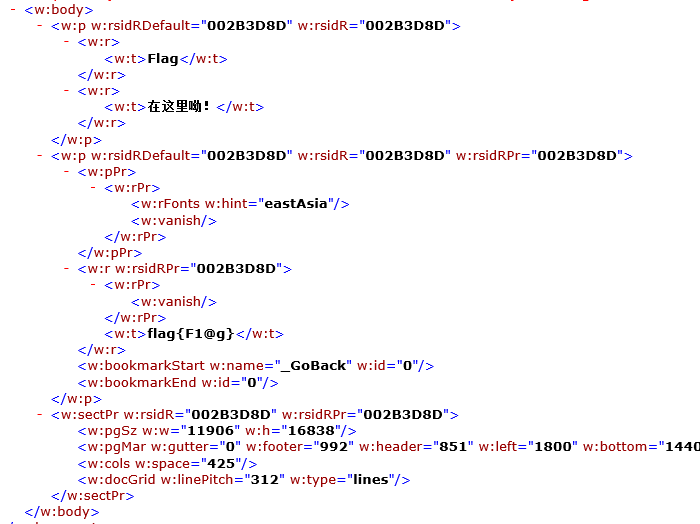 - <w:body>
- <w:p w:rsidRDefault="002B3D8D" w:rsidR="002B3D8D">
- <w:r>
<w:t>Flag</w:t>
</w:r>
- <w:r>
<w:t>在这里呦！</w:t>
</w:r>
</w:p>
- <w:p w:rsidRDefault="002B3D8D" w:rsidR="002B3D8D" w:rsidRPr="002B3D8D">
- <w:pPr>
- <w:rPr>
<w:rFonts w:hint="eastAsia"/>
<w:vanish/>
</w:rPr>
</w:pPr>
- <w:r w:rsidRPr="002B3D8D">
- <w:rPr>
<w:vanish/>
</w:rPr>
<w:t>flag{F1@g}</w:t>
</w:r>
<w:bookmarkStart w:name="_GoBack" w:id="0"/>
<w:bookmarkEnd w:id="0"/>
</w:p>
- <w:sectPr w:rsidR="002B3D8D" w:rsidRPr="002B3D8D">
<w:pgSz w:w="11906" w:h="16838"/>
<w:pgMar w:gutter="0" w:footer="992" w:header="851" w:left="1800" w:bottom="1440
<w:cols w:space="425"/>
<w:docGrid w:linePitch="312" w:type="lines"/>
</w:sectPr>
</w:body>